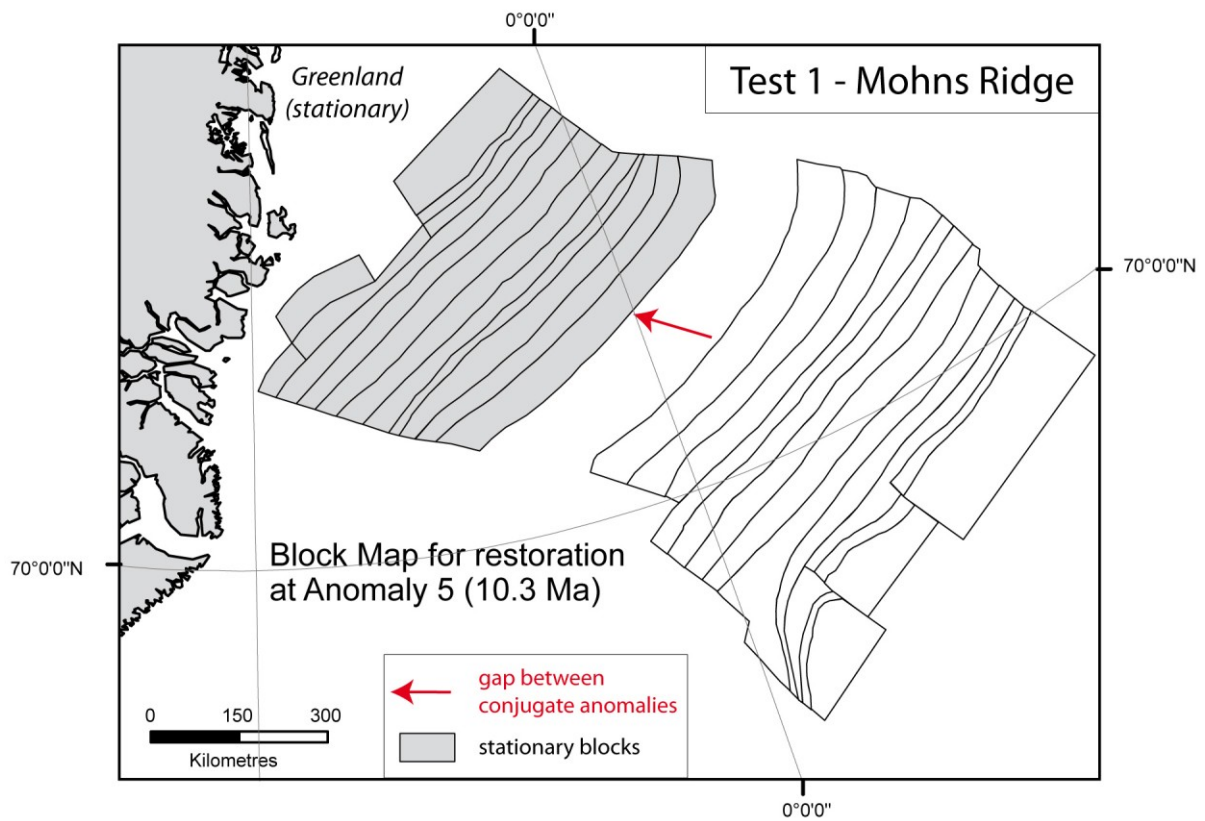 0°0'0"
Greenland
(stationary)
Test 1 - Mohns Ridge
70°0'0"N
70°0'0"N
Block Map for restoration
at Anomaly 5 (10.3 Ma)
gap between
conjugate anomalies
stationary blocks
0 150 300
Kilometres
0°0'0"